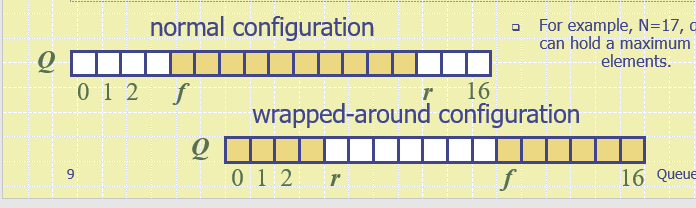 normal configuration
Q
0 1 2 f r 16
wrapped-around configuration
Q
0 1 2 r f 16
▫ For example, N=17, q
can hold a maximum
elements.
9
Queue